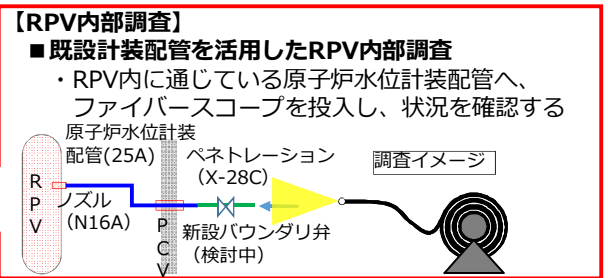 【RPV内部調査】
■既設計装配管を活用したRPV内部調査
・RPV内に通じている原子炉水位計装配管へ、
ファイバースコープを投入し、状況を確認する
原子炉水位計装
配管(25A)
ペネトレーション
（X-28C）
調査イメージ
RPV
ノズル
（N16A）
PCV
新設バウンダリ弁
（検討中）